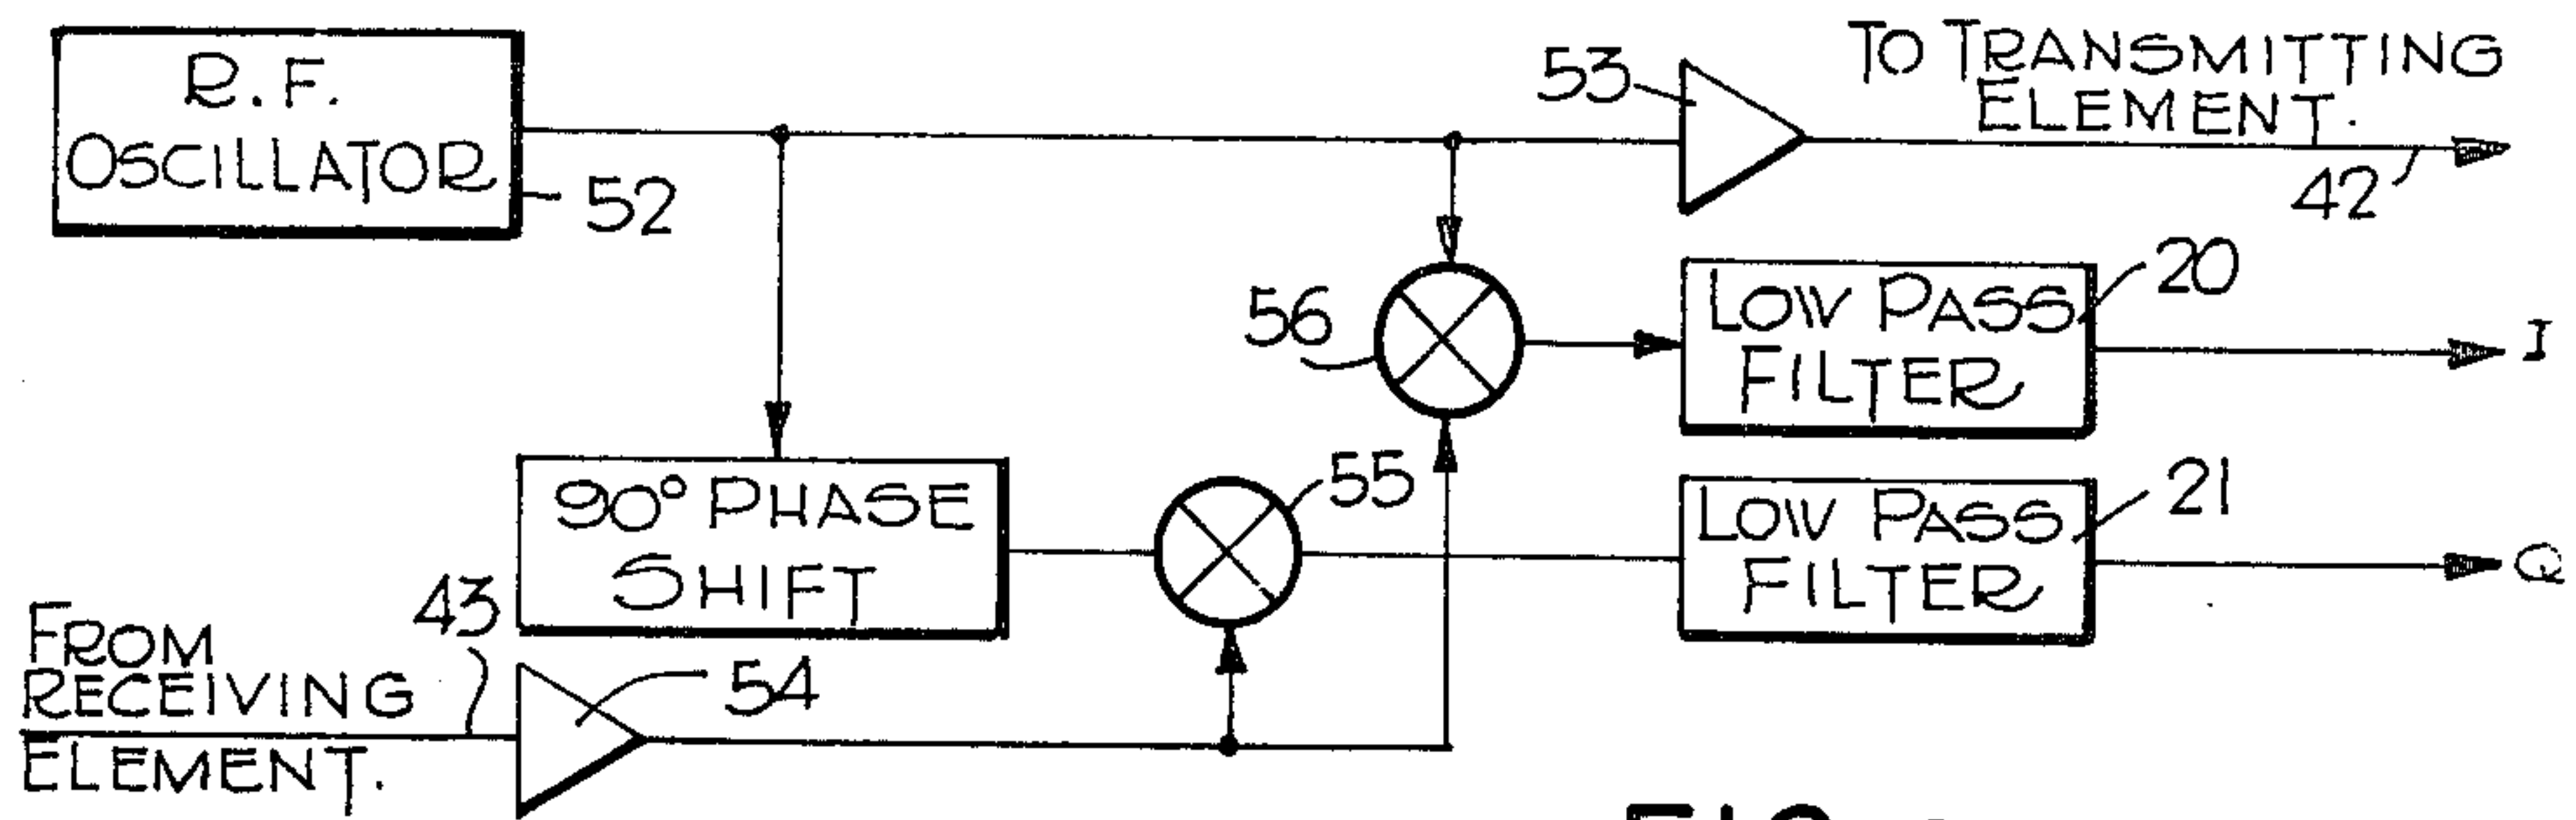 R.F.
OSCILLATOR
52
53
TO TRANSMITTING
ELEMENT.
42
56
LOW PASS
FILTER
20
I
90° PHASE
SHIFT
55
LOW PASS
FILTER
21
Q
43
FROM
RECEIVING
ELEMENT.
54